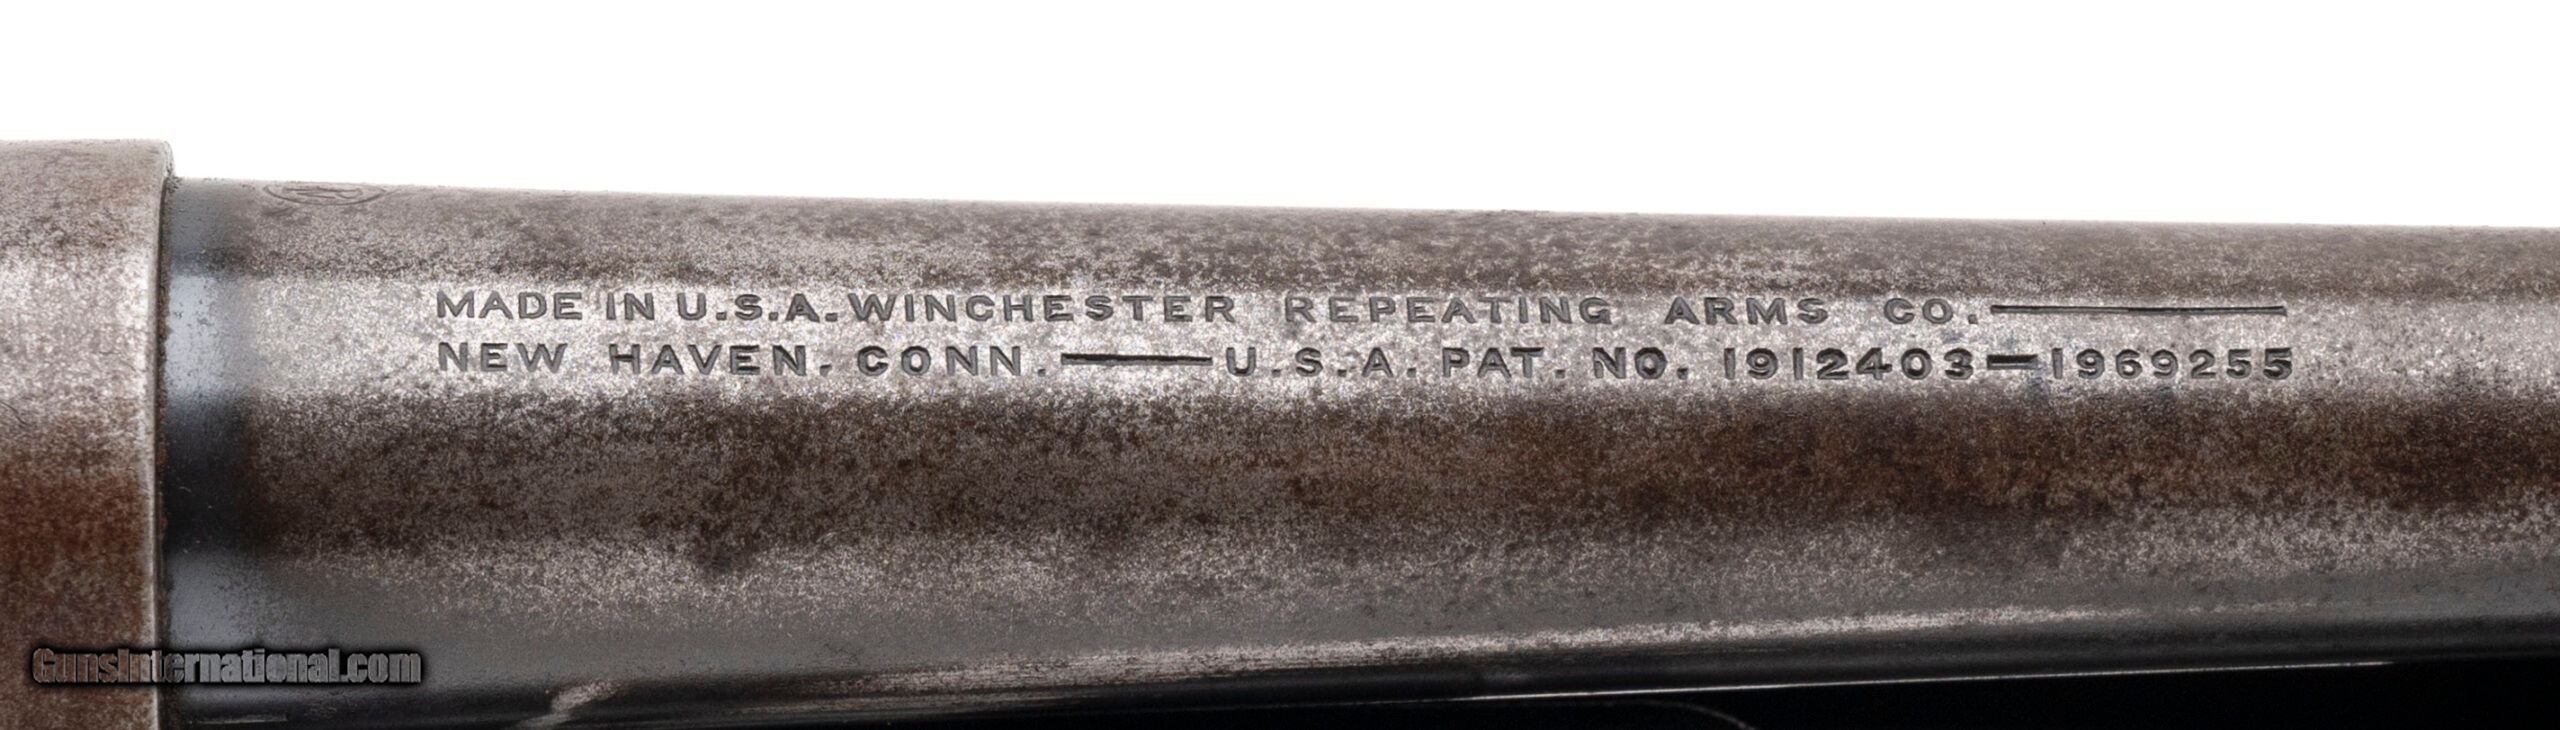 MADE IN U.S.A. WINCHESTER REPEATING ARMS CO.
NEW HAVEN, CONN. — U.S.A. PAT. NO. 1912403—1969255
GunsInternational.com